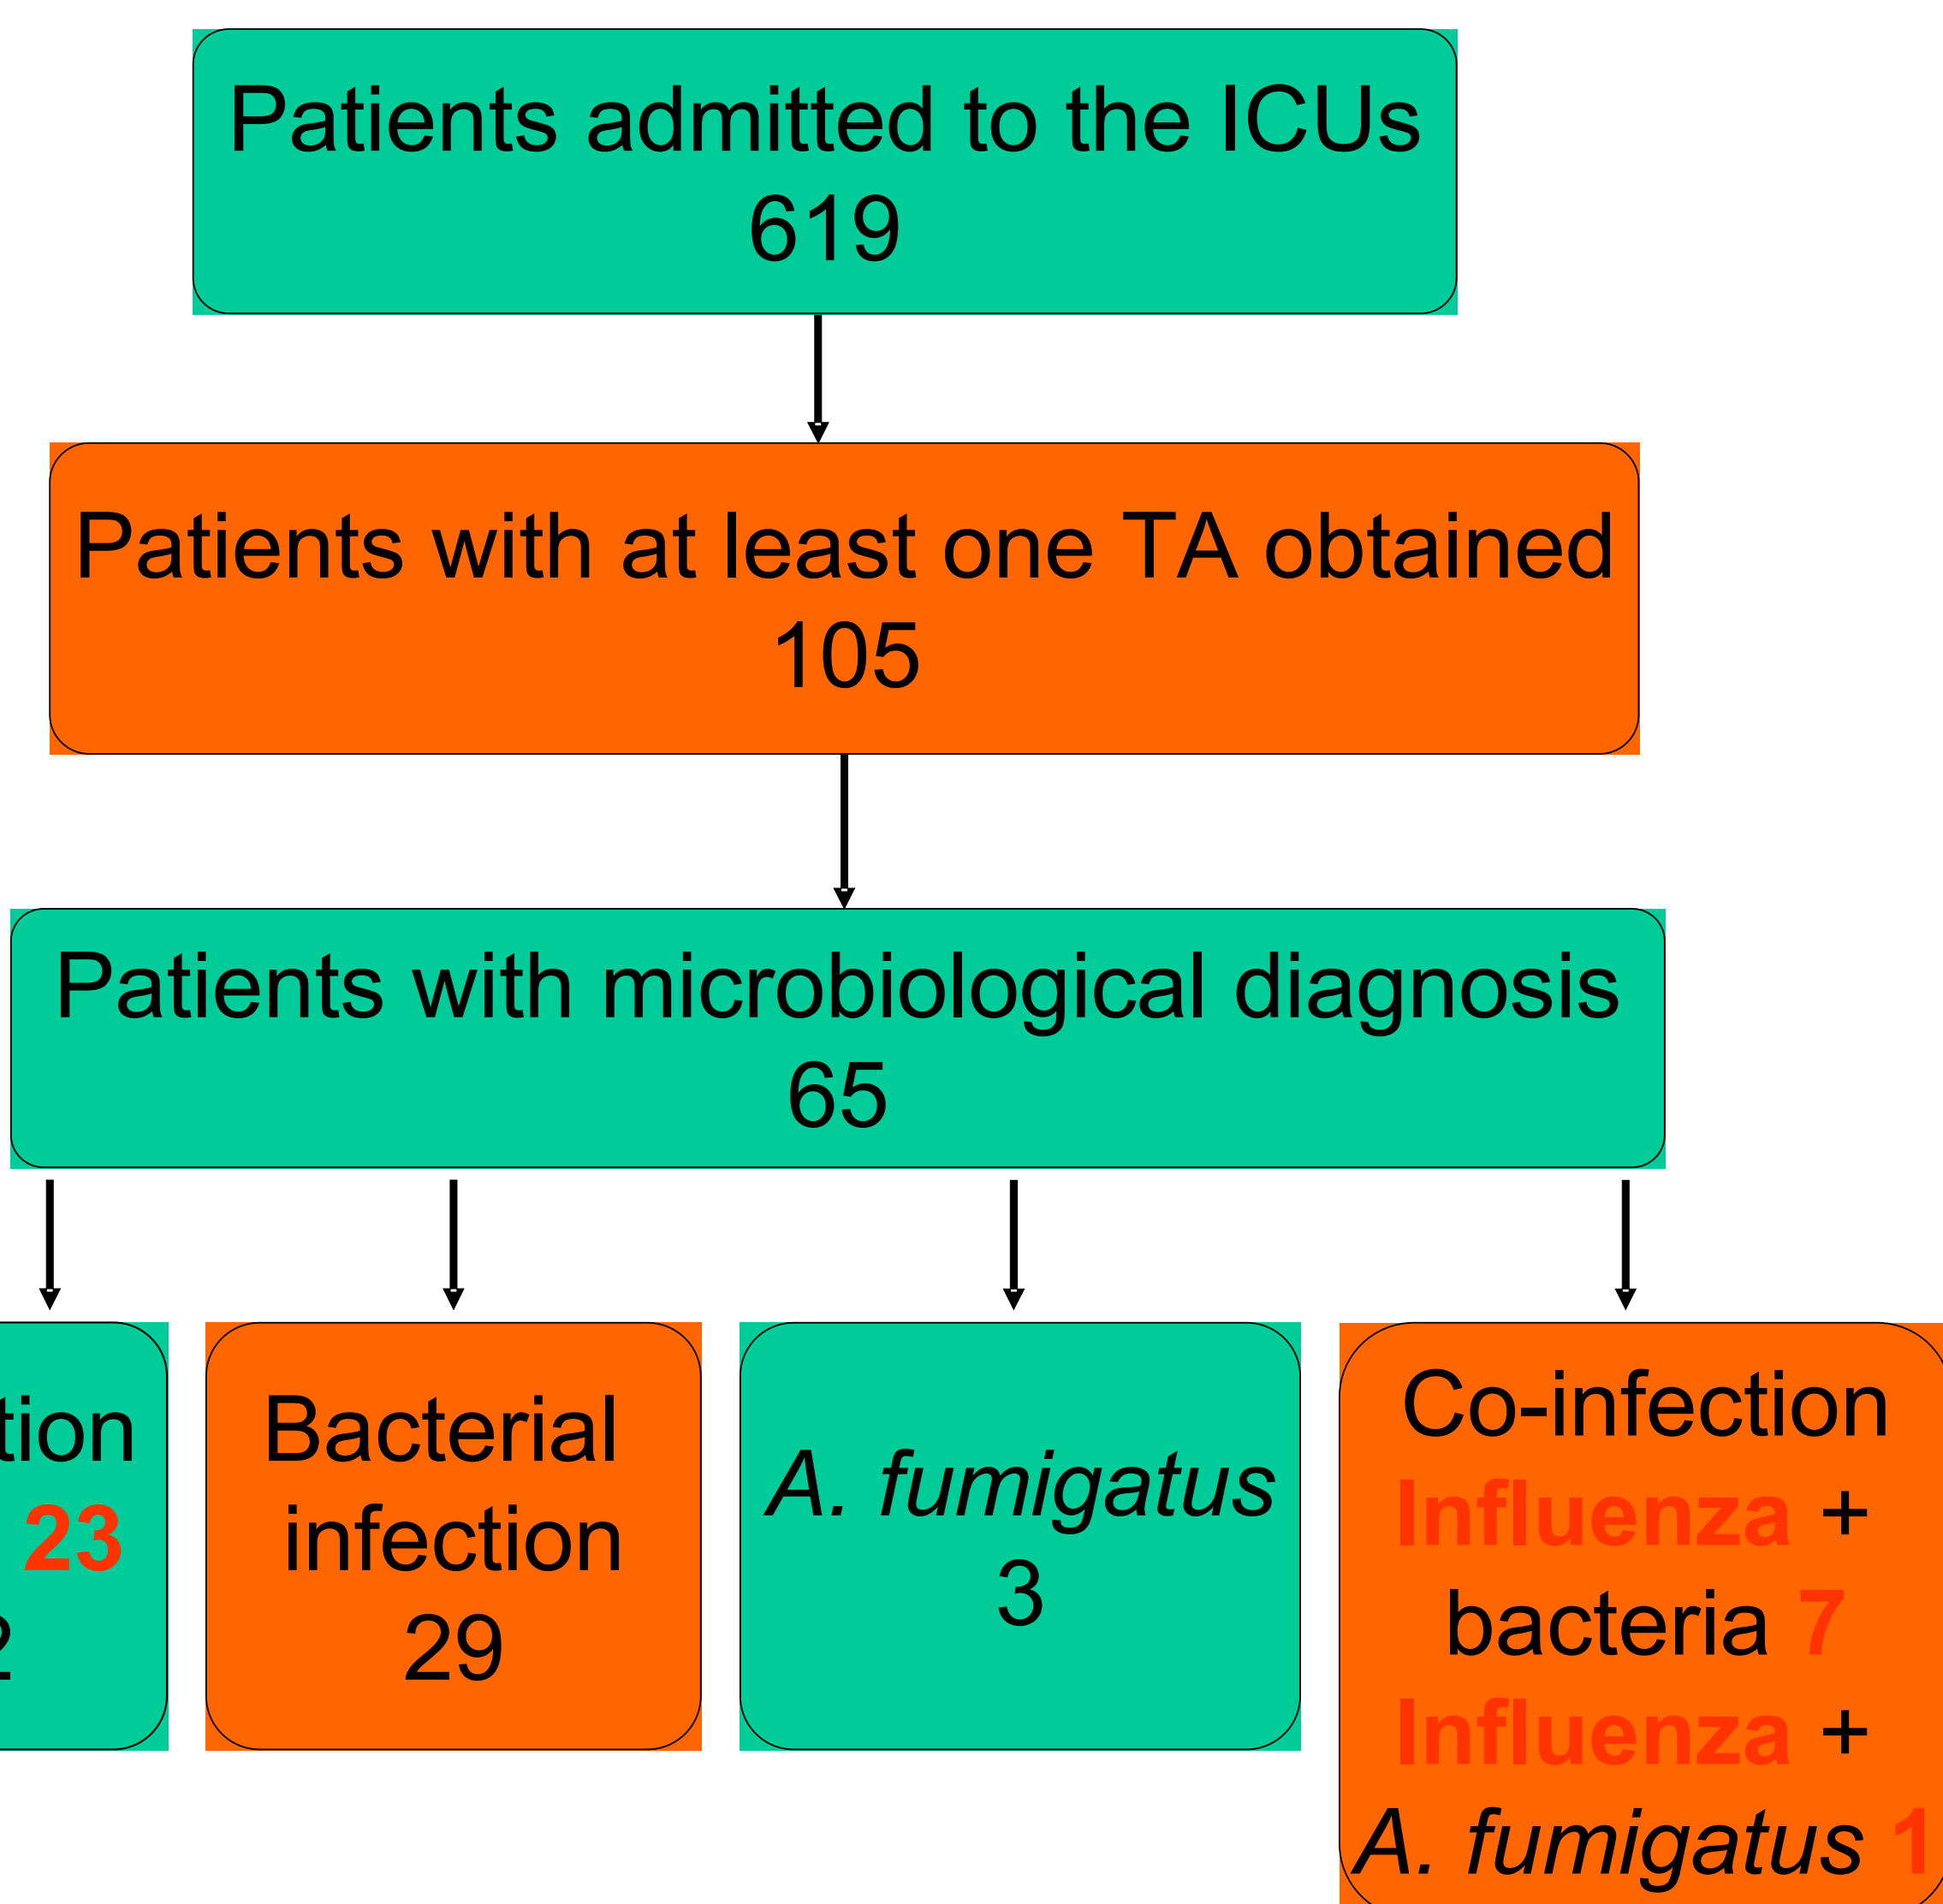 Patients admitted to the ICUs
619
Patients with at least one TA obtained
105
Patients with microbiological diagnosis
65
23
Bacterial
infection
29
A. fumigatus
3
Co-infection
Influenza +
bacteria 7
Influenza +
A. fumigatus 1